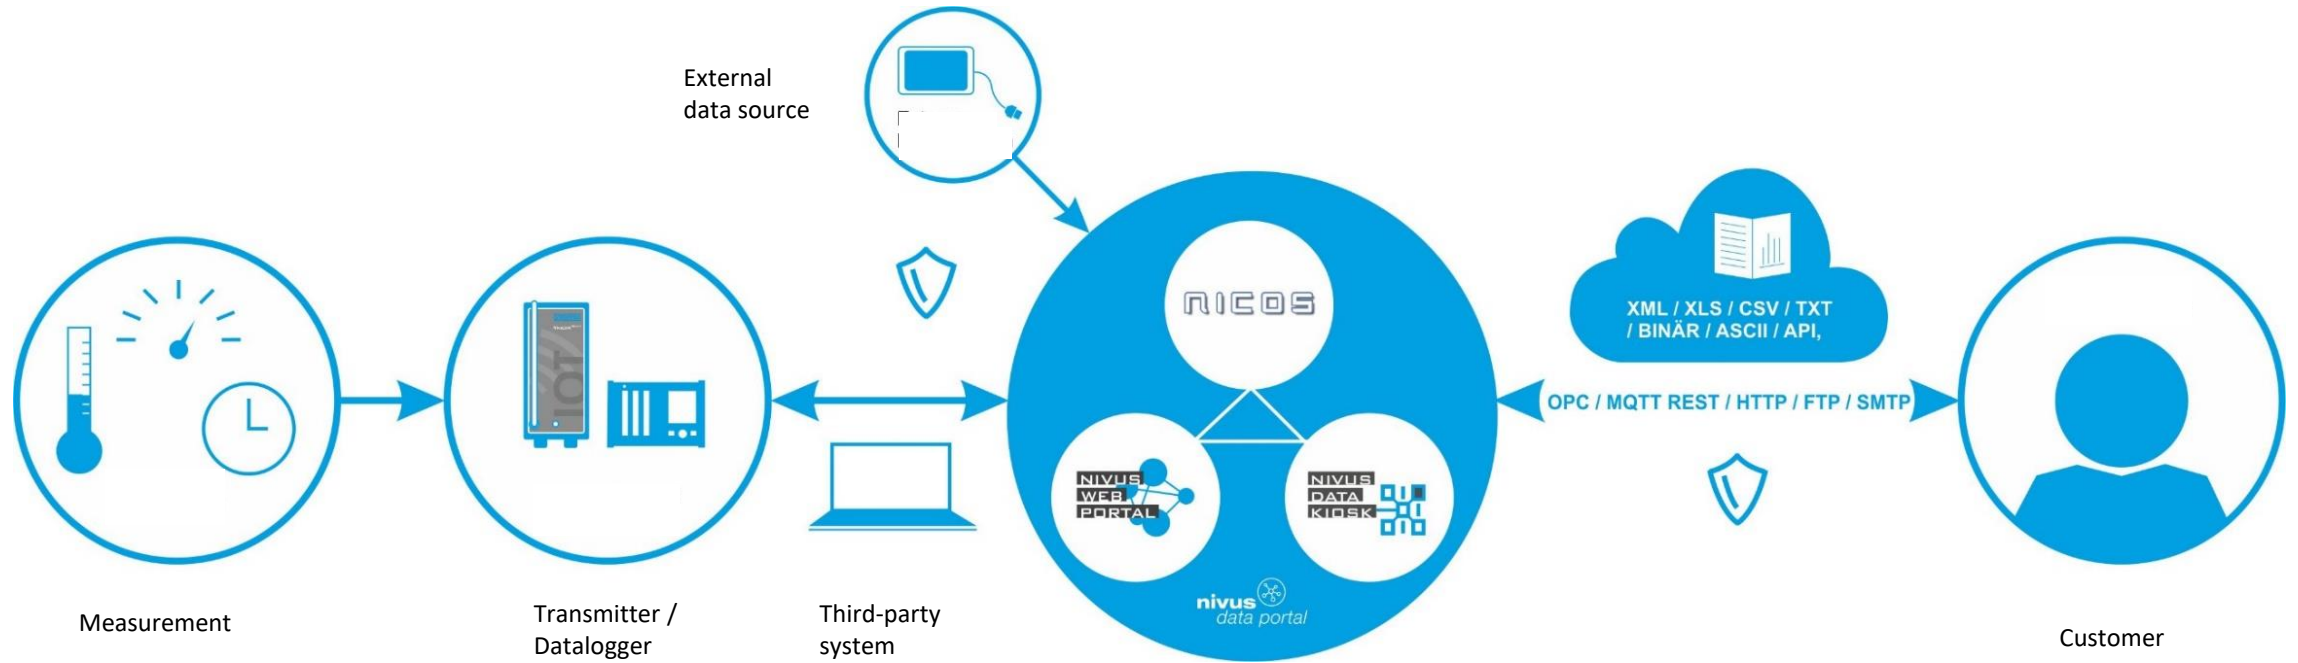 External
data source
NICOS
XML / XLS / CSV / TXT
/ BINÄR / ASCII / API,
OPC / MQTT REST / HTTP / FTP / SMTP
IOT
NIVUS
WEB
PORTAL
NIVUS
DATA
KIOSK
nivus
data portal
Measurement
Transmitter /
Datalogger
Third-party
system
Customer